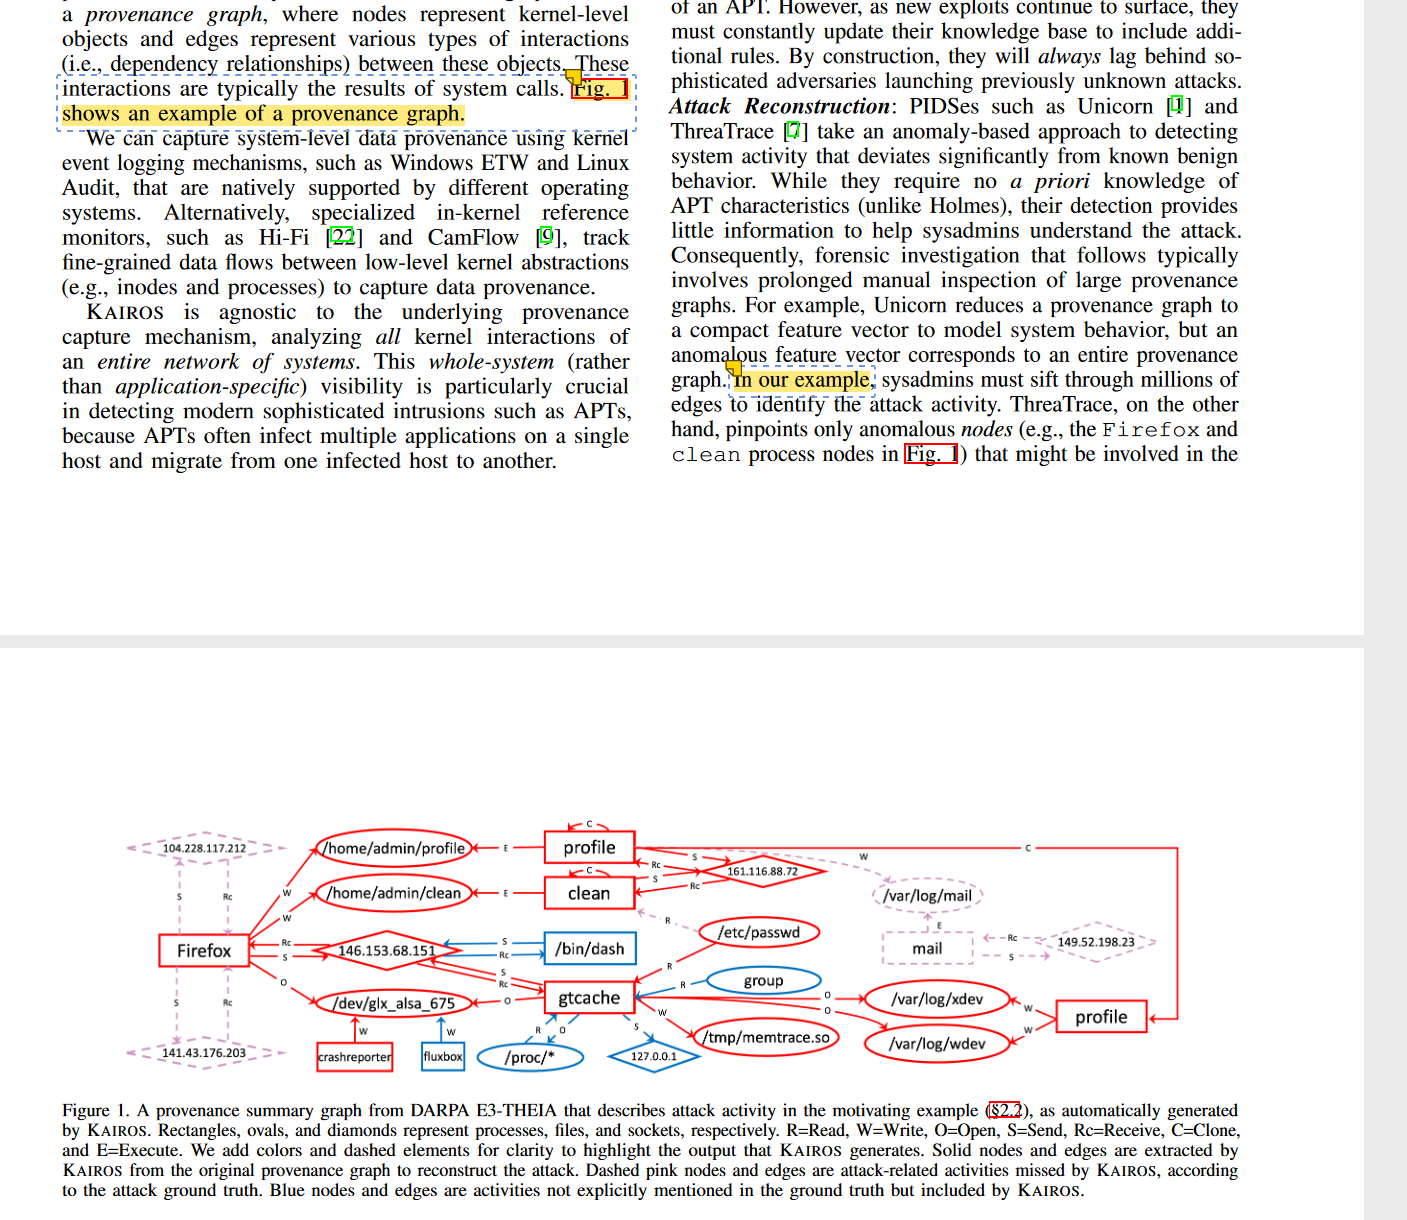 a provenance graph, where nodes represent kernel-level
objects and edges represent various types of interactions
(i.e., dependency relationships) between these objects. These
interactions are typically the results of system calls. Fig. 1
shows an example of a provenance graph.
We can capture system-level data provenance using kernel
event logging mechanisms, such as Windows ETW and Linux
Audit, that are natively supported by different operating
systems. Alternatively, specialized in-kernel reference
monitors, such as Hi-Fi [22] and CamFlow [9], track
fine-grained data flows between low-level kernel abstractions
(e.g., inodes and processes) to capture data provenance.
KAIROS is agnostic to the underlying provenance
capture mechanism, analyzing all kernel interactions of
an entire network of systems. This whole-system (rather
than application-specific) visibility is particularly crucial
in detecting modern sophisticated intrusions such as APTs,
because APTs often infect multiple applications on a single
host and migrate from one infected host to another.
of an APT. However, as new exploits continue to surface, they
must constantly update their knowledge base to include addi-
tional rules. By construction, they will always lag behind so-
phisticated adversaries launching previously unknown attacks.
Attack Reconstruction: PIDSes such as Unicorn [1] and
ThreaTrace [7] take an anomaly-based approach to detecting
system activity that deviates significantly from known benign
behavior. While they require no a priori knowledge of
APT characteristics (unlike Holmes), their detection provides
little information to help sysadmins understand the attack.
Consequently, forensic investigation that follows typically
involves prolonged manual inspection of large provenance
graphs. For example, Unicorn reduces a provenance graph to
a compact feature vector to model system behavior, but an
anomalous feature vector corresponds to an entire provenance
graph. In our example, sysadmins must sift through millions of
edges to identify the attack activity. ThreaTrace, on the other
hand, pinpoints only anomalous nodes (e.g., the Firefox and
clean process nodes in Fig. 1) that might be involved in the
104.228.117.212
S
Rc
Firefox
S
Rc
141.43.176.203
W
W
Rc
S
O
/home/admin/profile
/home/admin/clean
146.153.68.151
/dev/glx_alsa_675
W
W
crashreporter
fluxbox
E
E
S
Rc
S
Rc
O
C
profile
C
clean
/bin/dash
gtcache
R
O
/proc/*
S
127.0.0.1
S
Rc
S
Rc
161.116.88.72
R
/etc/passwd
R
R
group
W
/tmp/memtrace.so
O
O
W
C
/var/log/mail
E
mail
Rc
S
149.52.198.23
/var/log/xdev
/var/log/wdev
W
W
profile
Figure 1. A provenance summary graph from DARPA E3-THEIA that describes attack activity in the motivating example (§2.2), as automatically generated
by KAIROS. Rectangles, ovals, and diamonds represent processes, files, and sockets, respectively. R=Read, W=Write, O=Open, S=Send, Rc=Receive, C=Clone,
and E=Execute. We add colors and dashed elements for clarity to highlight the output that KAIROS generates. Solid nodes and edges are extracted by
KAIROS from the original provenance graph to reconstruct the attack. Dashed pink nodes and edges are attack-related activities missed by KAIROS, according
to the attack ground truth. Blue nodes and edges are activities not explicitly mentioned in the ground truth but included by KAIROS.